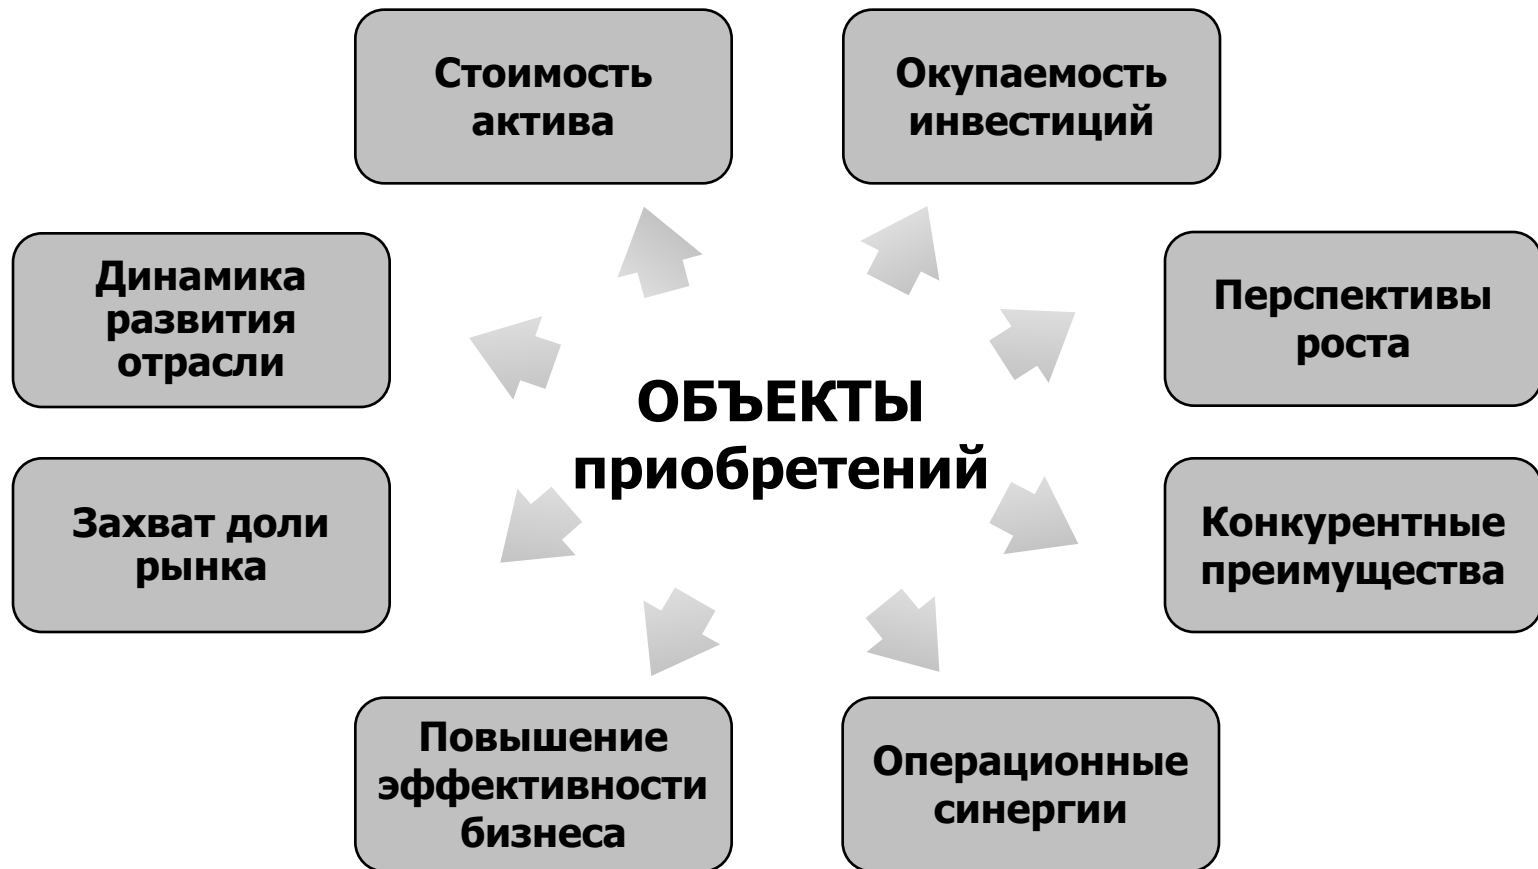 Стоимость
актива
Окупаемость
инвестиций
Динамика
развития
отрасли
Перспективы
роста
ОБЪЕКТЫ
приобретений
Захват доли
рынка
Конкурентные
преимущества
Повышение
эффективности
бизнеса
Операционные
синергии